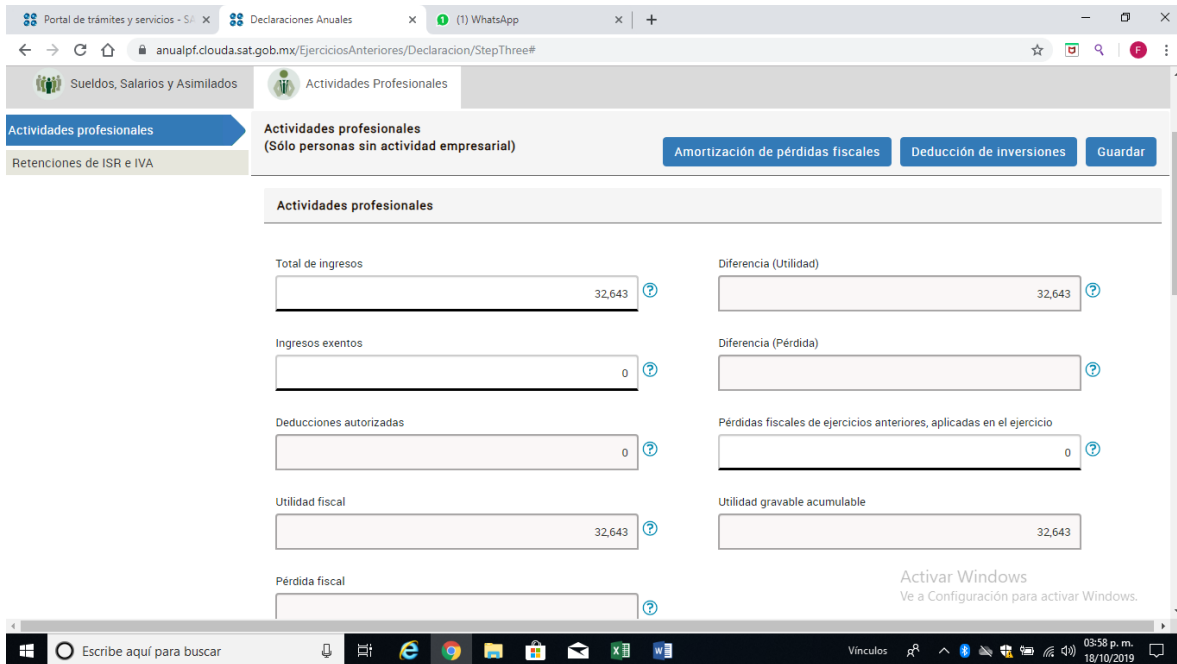 Portal de trámites y servicios - SA
Declaraciones Anuales
(1) WhatsApp
anualpf.clouda.sat.gob.mx/EjerciciosAnteriores/Declaracion/StepThree#
F
Sueldos, Salarios y Asimilados
Actividades Profesionales
Actividades profesionales
Retenciones de ISR e IVA
Actividades profesionales
(Sólo personas sin actividad empresarial)
Amortización de pérdidas fiscales
Deducción de inversiones
Guardar
Actividades profesionales
Total de ingresos
Diferencia (Utilidad)
32,643
32,643
Ingresos exentos
Diferencia (Pérdida)
0
Deducciones autorizadas
Pérdidas fiscales de ejercicios anteriores, aplicadas en el ejercicio
0
0
Utilidad fiscal
Utilidad gravable acumulable
32,643
32,643
Pérdida fiscal
Activar Windows
Ve a Configuración para activar Windows.
Escribe aquí para buscar
Vínculos
03:58 p. m.
18/10/2019